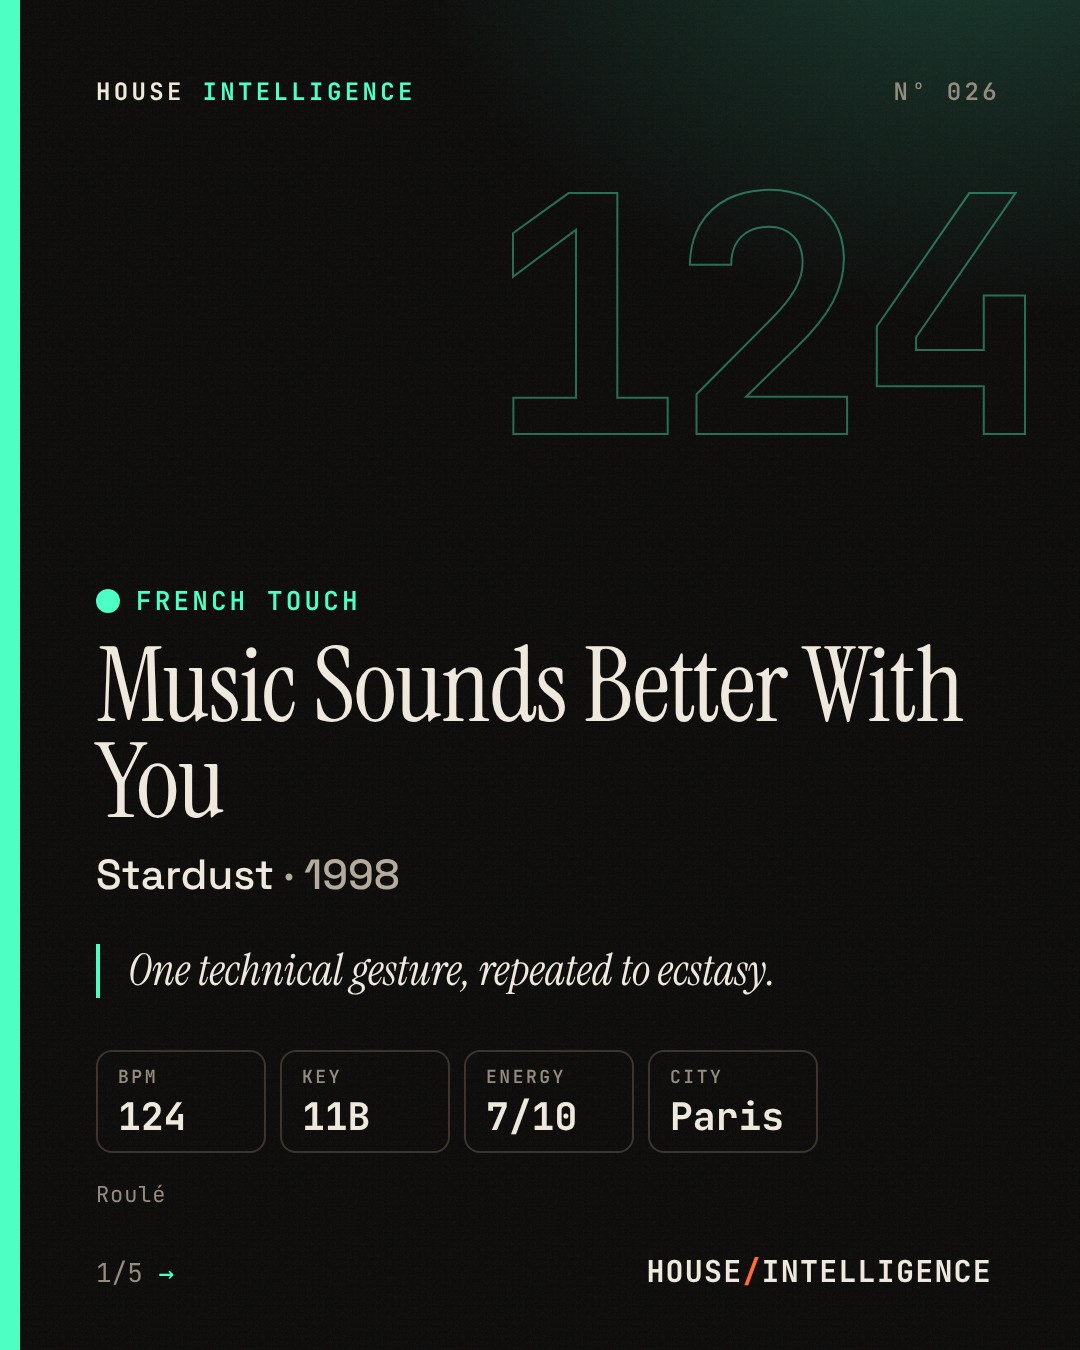 HOUSE INTELLIGENCE
N° 026
124
FRENCH TOUCH
Music Sounds Better With
You
Stardust · 1998
One technical gesture, repeated to ecstasy.
BPM
124
KEY
11B
ENERGY
7/10
CITY
Paris
Roulé
1/5 →
HOUSE/INTELLIGENCE